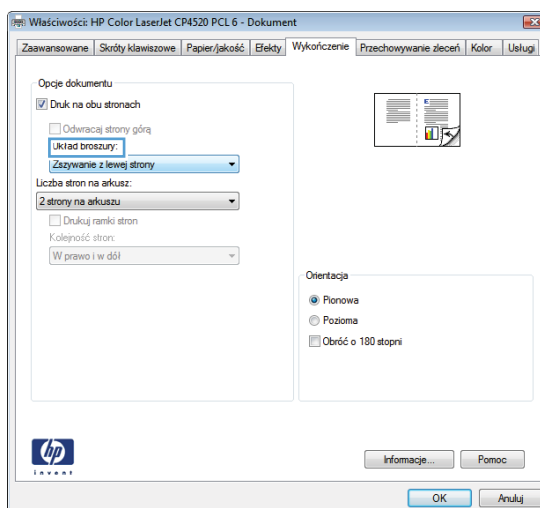 Właściwości: HP Color LaserJet CP4520 PCL 6 - Dokument
Zaawansowane Skróty klawiszowe Papier/jakość Efekty Wykończenie Przechowywanie zleceń Kolor Usługi
Opcje dokumentu
Druk na obu stronach
Odwracaj strony górą
Układ broszury:
Zszywanie z lewej strony
Liczba stron na arkusz:
2 strony na arkuszu
Drukuj ramki stron
Kolejność stron:
W prawo i w dół
Orientacja
Pionowa
Pozioma
Obróć o 180 stopni
hp
invent
Informacje...
Pomoc
OK
Anuluj